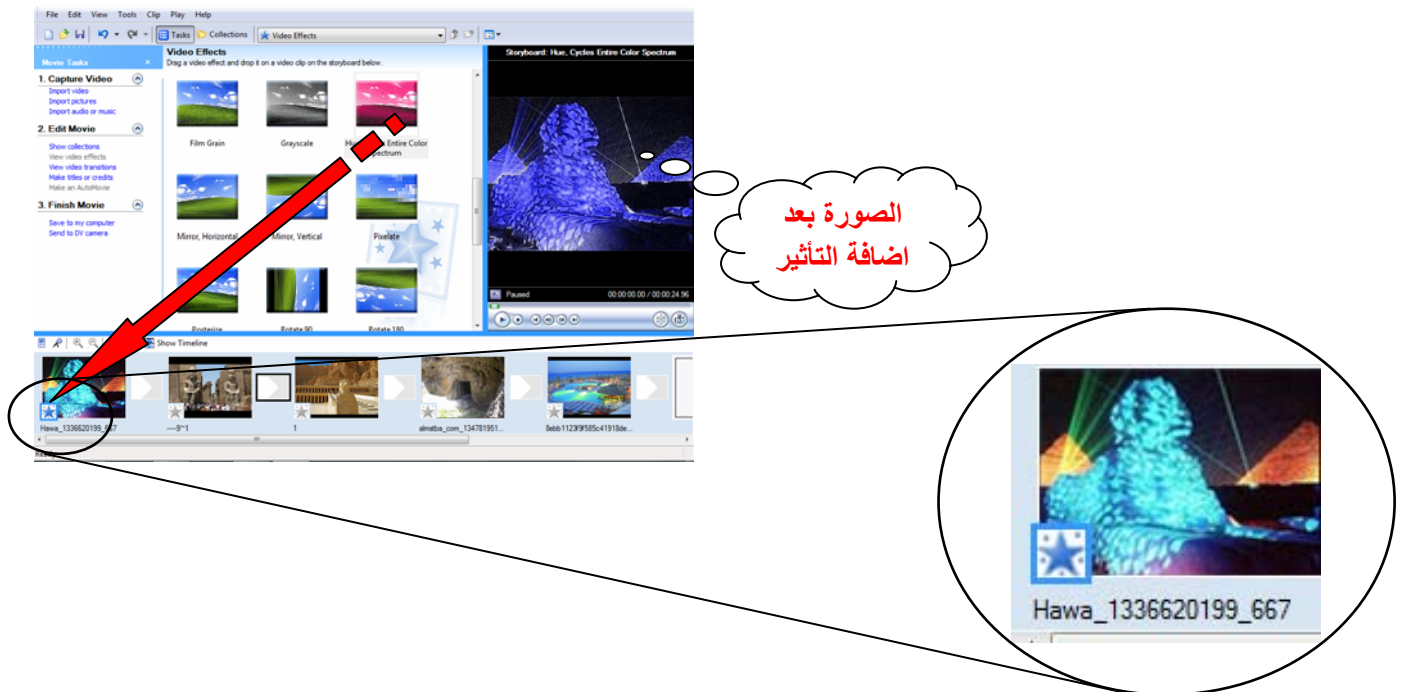 File Edit View Tools Clip Play Help
Tasks Collections Video Effects
Movie Tasks
1. Capture Video
Import video
Import pictures
Import audio or music
2. Edit Movie
Show collections
View video effects
View video transitions
Make titles or credits
Make an AutoMovie
3. Finish Movie
Save to my computer
Send to DV camera
Video Effects
Drag a video effect and drop it on a video clip on the storyboard below.
Film Grain
Grayscale
Entire Color
Mirror, Horizontal
Mirror, Vertical
Pixelate
Posterize
Rotate 90
Rotate 180
Storyboard: Hue, Cycles Entire Color Spectrum
Paused 00:00:00.00 / 00:00:24.96
الصورة بعد
اضافة التأثير
Show Timeline
Hawa_1336620199_667
----9~1
1
almatba_com_134781951...
8ebb1123f9f585c41918de...
Hawa_1336620199_667